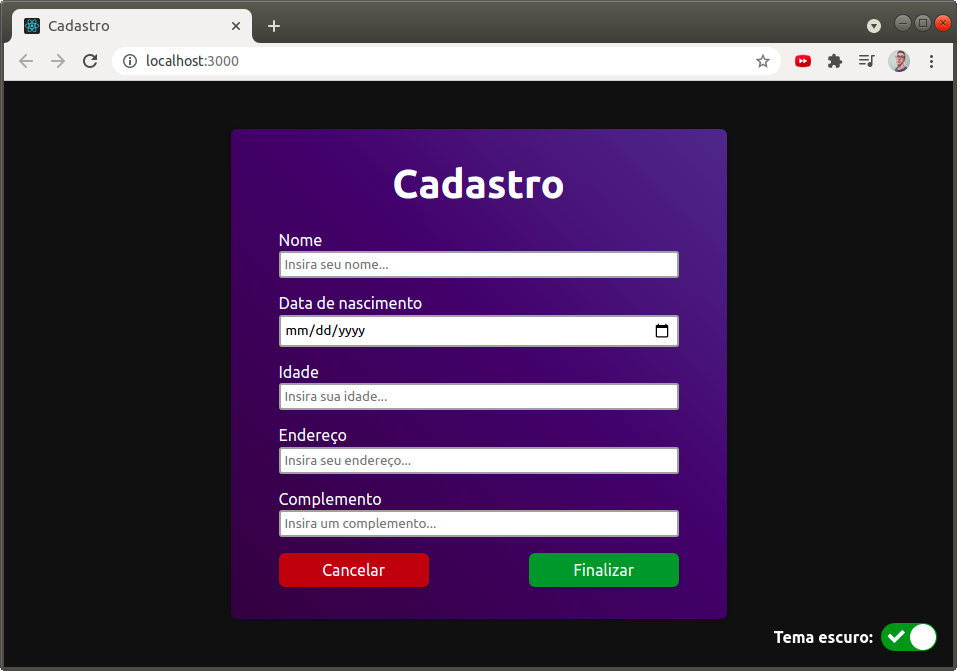 Cadastro
localhost:3000
Cadastro
Nome
Insira seu nome...
Data de nascimento
mm/dd/yyyy
Idade
Insira sua idade...
Endereço
Insira seu endereço...
Complemento
Insira um complemento...
Cancelar
Finalizar
Tema escuro: